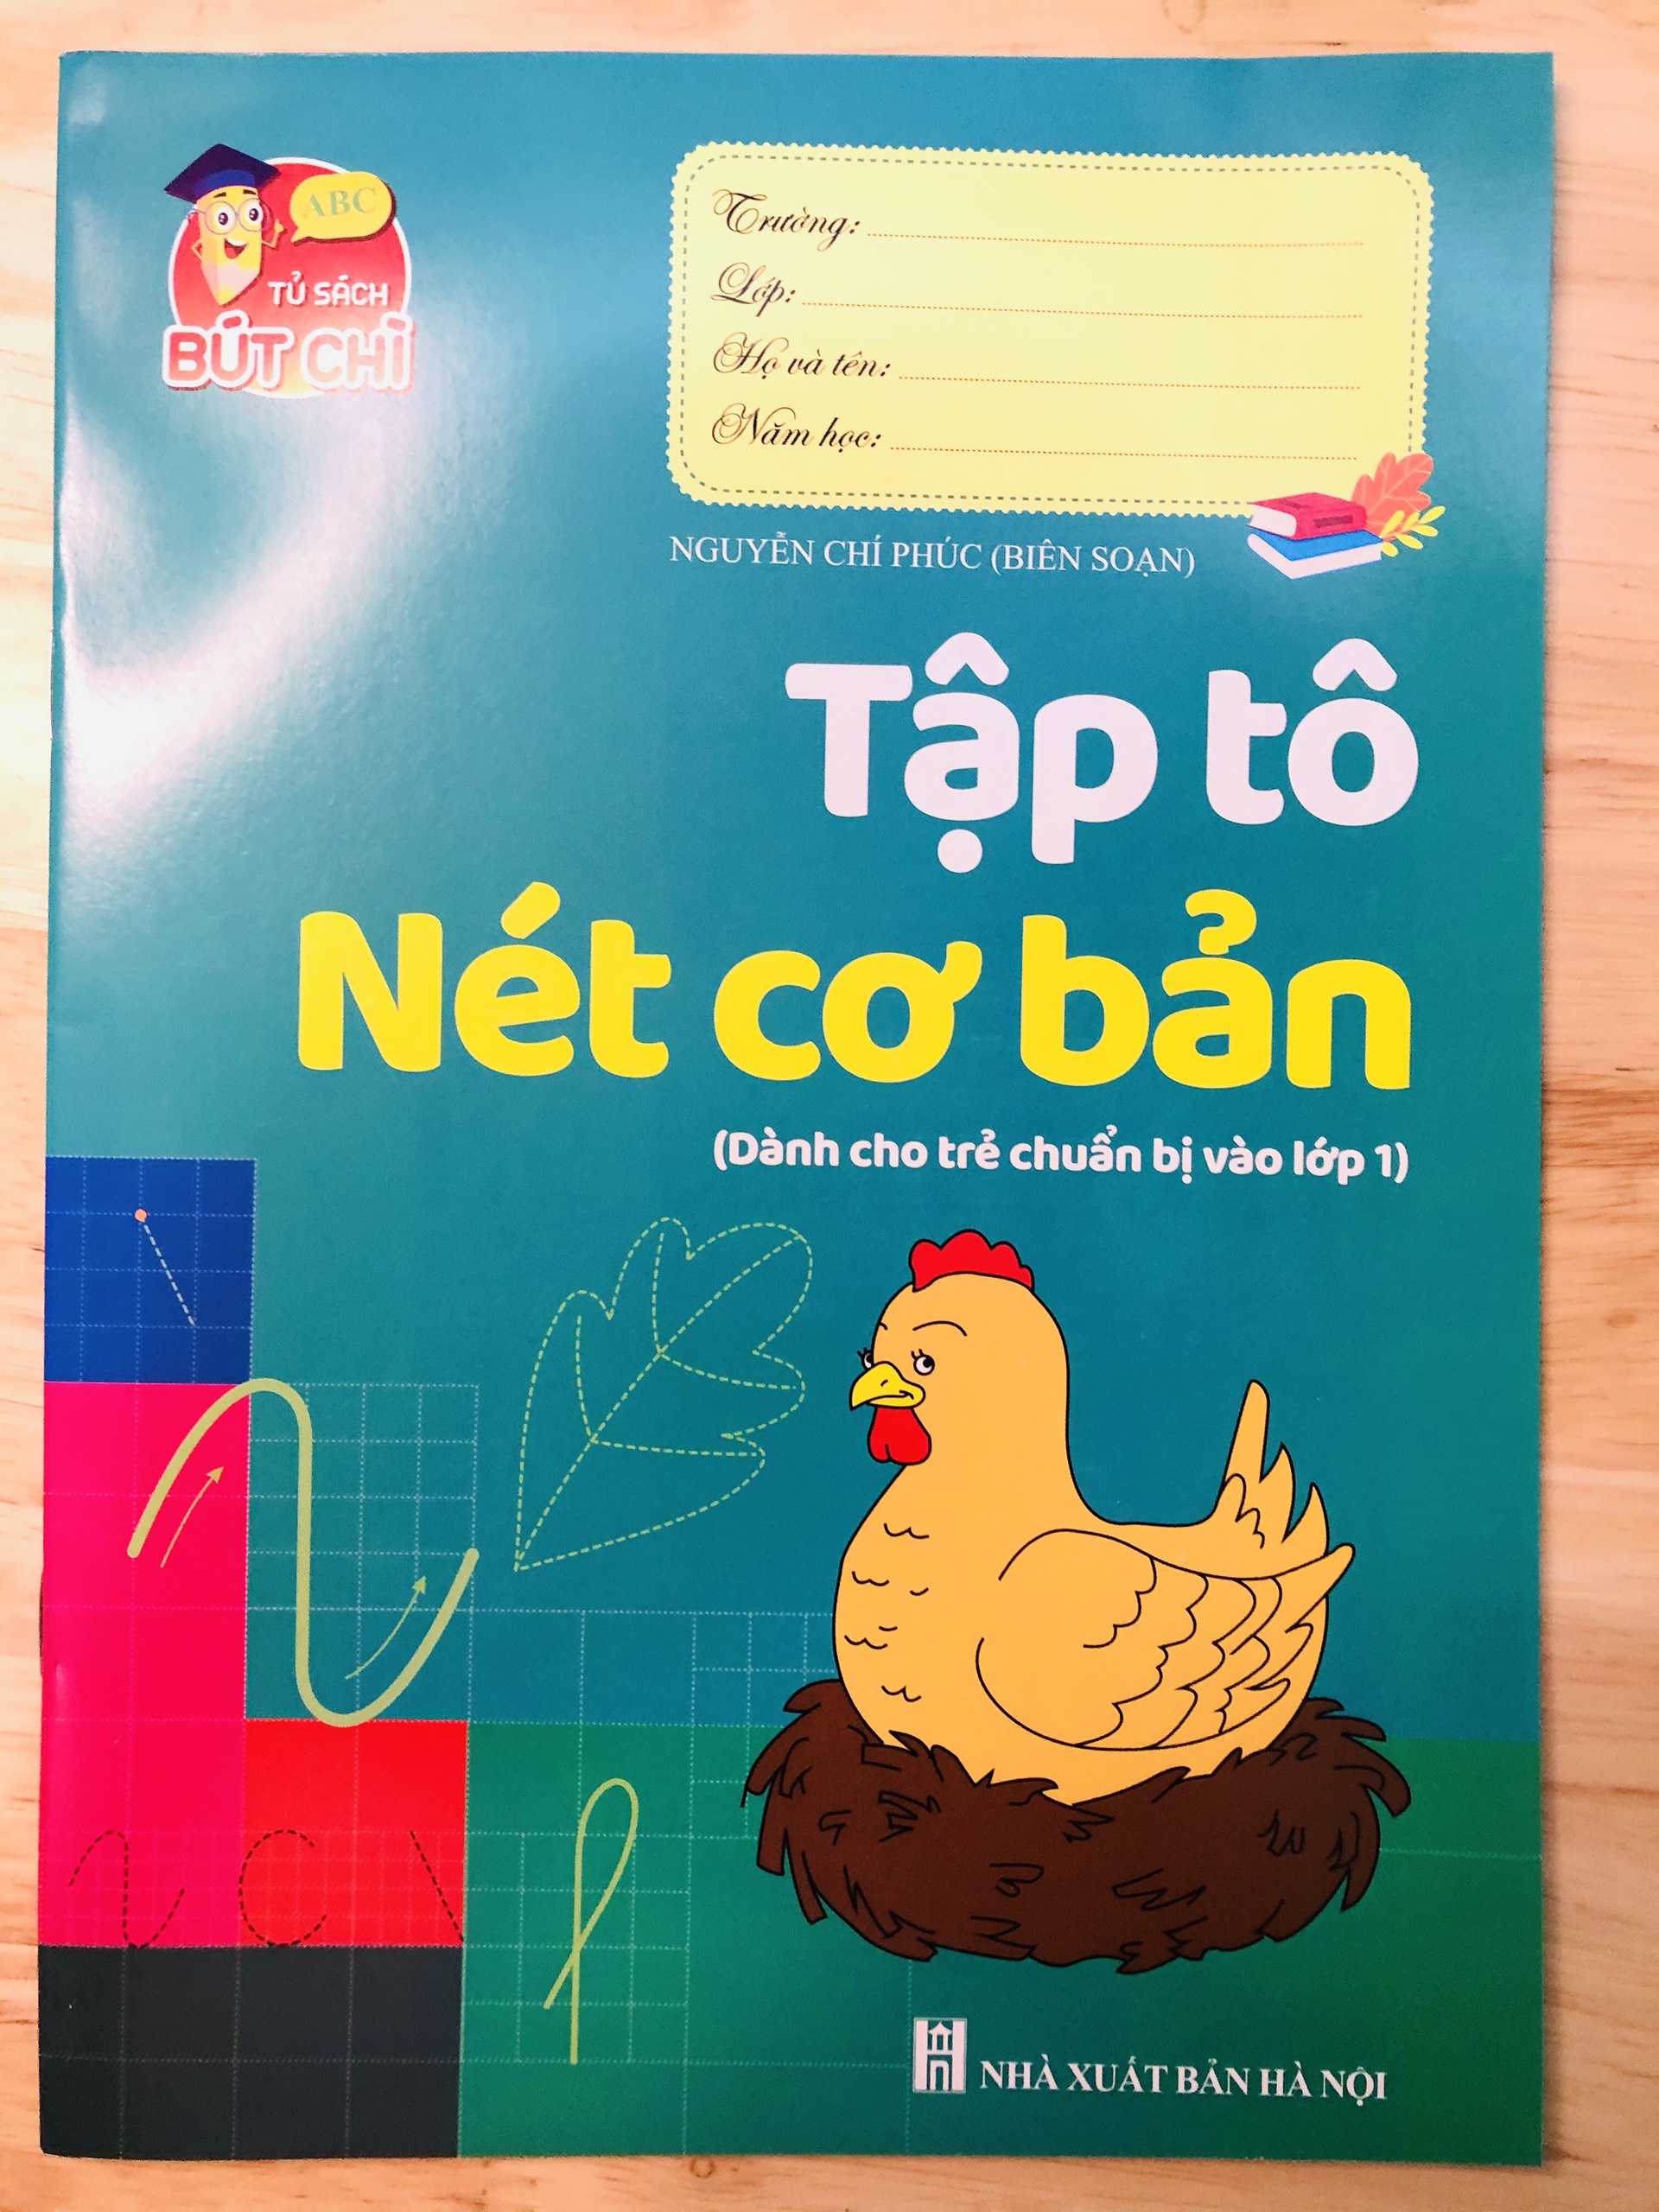 ABC
TỦ SÁCH
BÚT CHÌ
Trường:
Lớp:
Họ và tên:
Năm học:
NGUYỄN CHÍ PHÚC (BIÊN SOẠN)
Tập tô
Nét cơ bản
(Dành cho trẻ chuẩn bị vào lớp 1)
NHÀ XUẤT BẢN HÀ NỘI